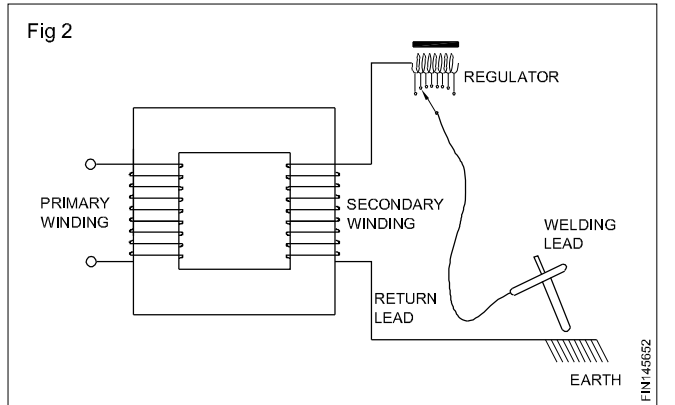 Fig 2
REGULATOR
PRIMARY
WINDING
SECONDARY
WINDING
WELDING
LEAD
RETURN
LEAD
EARTH
FIN145652